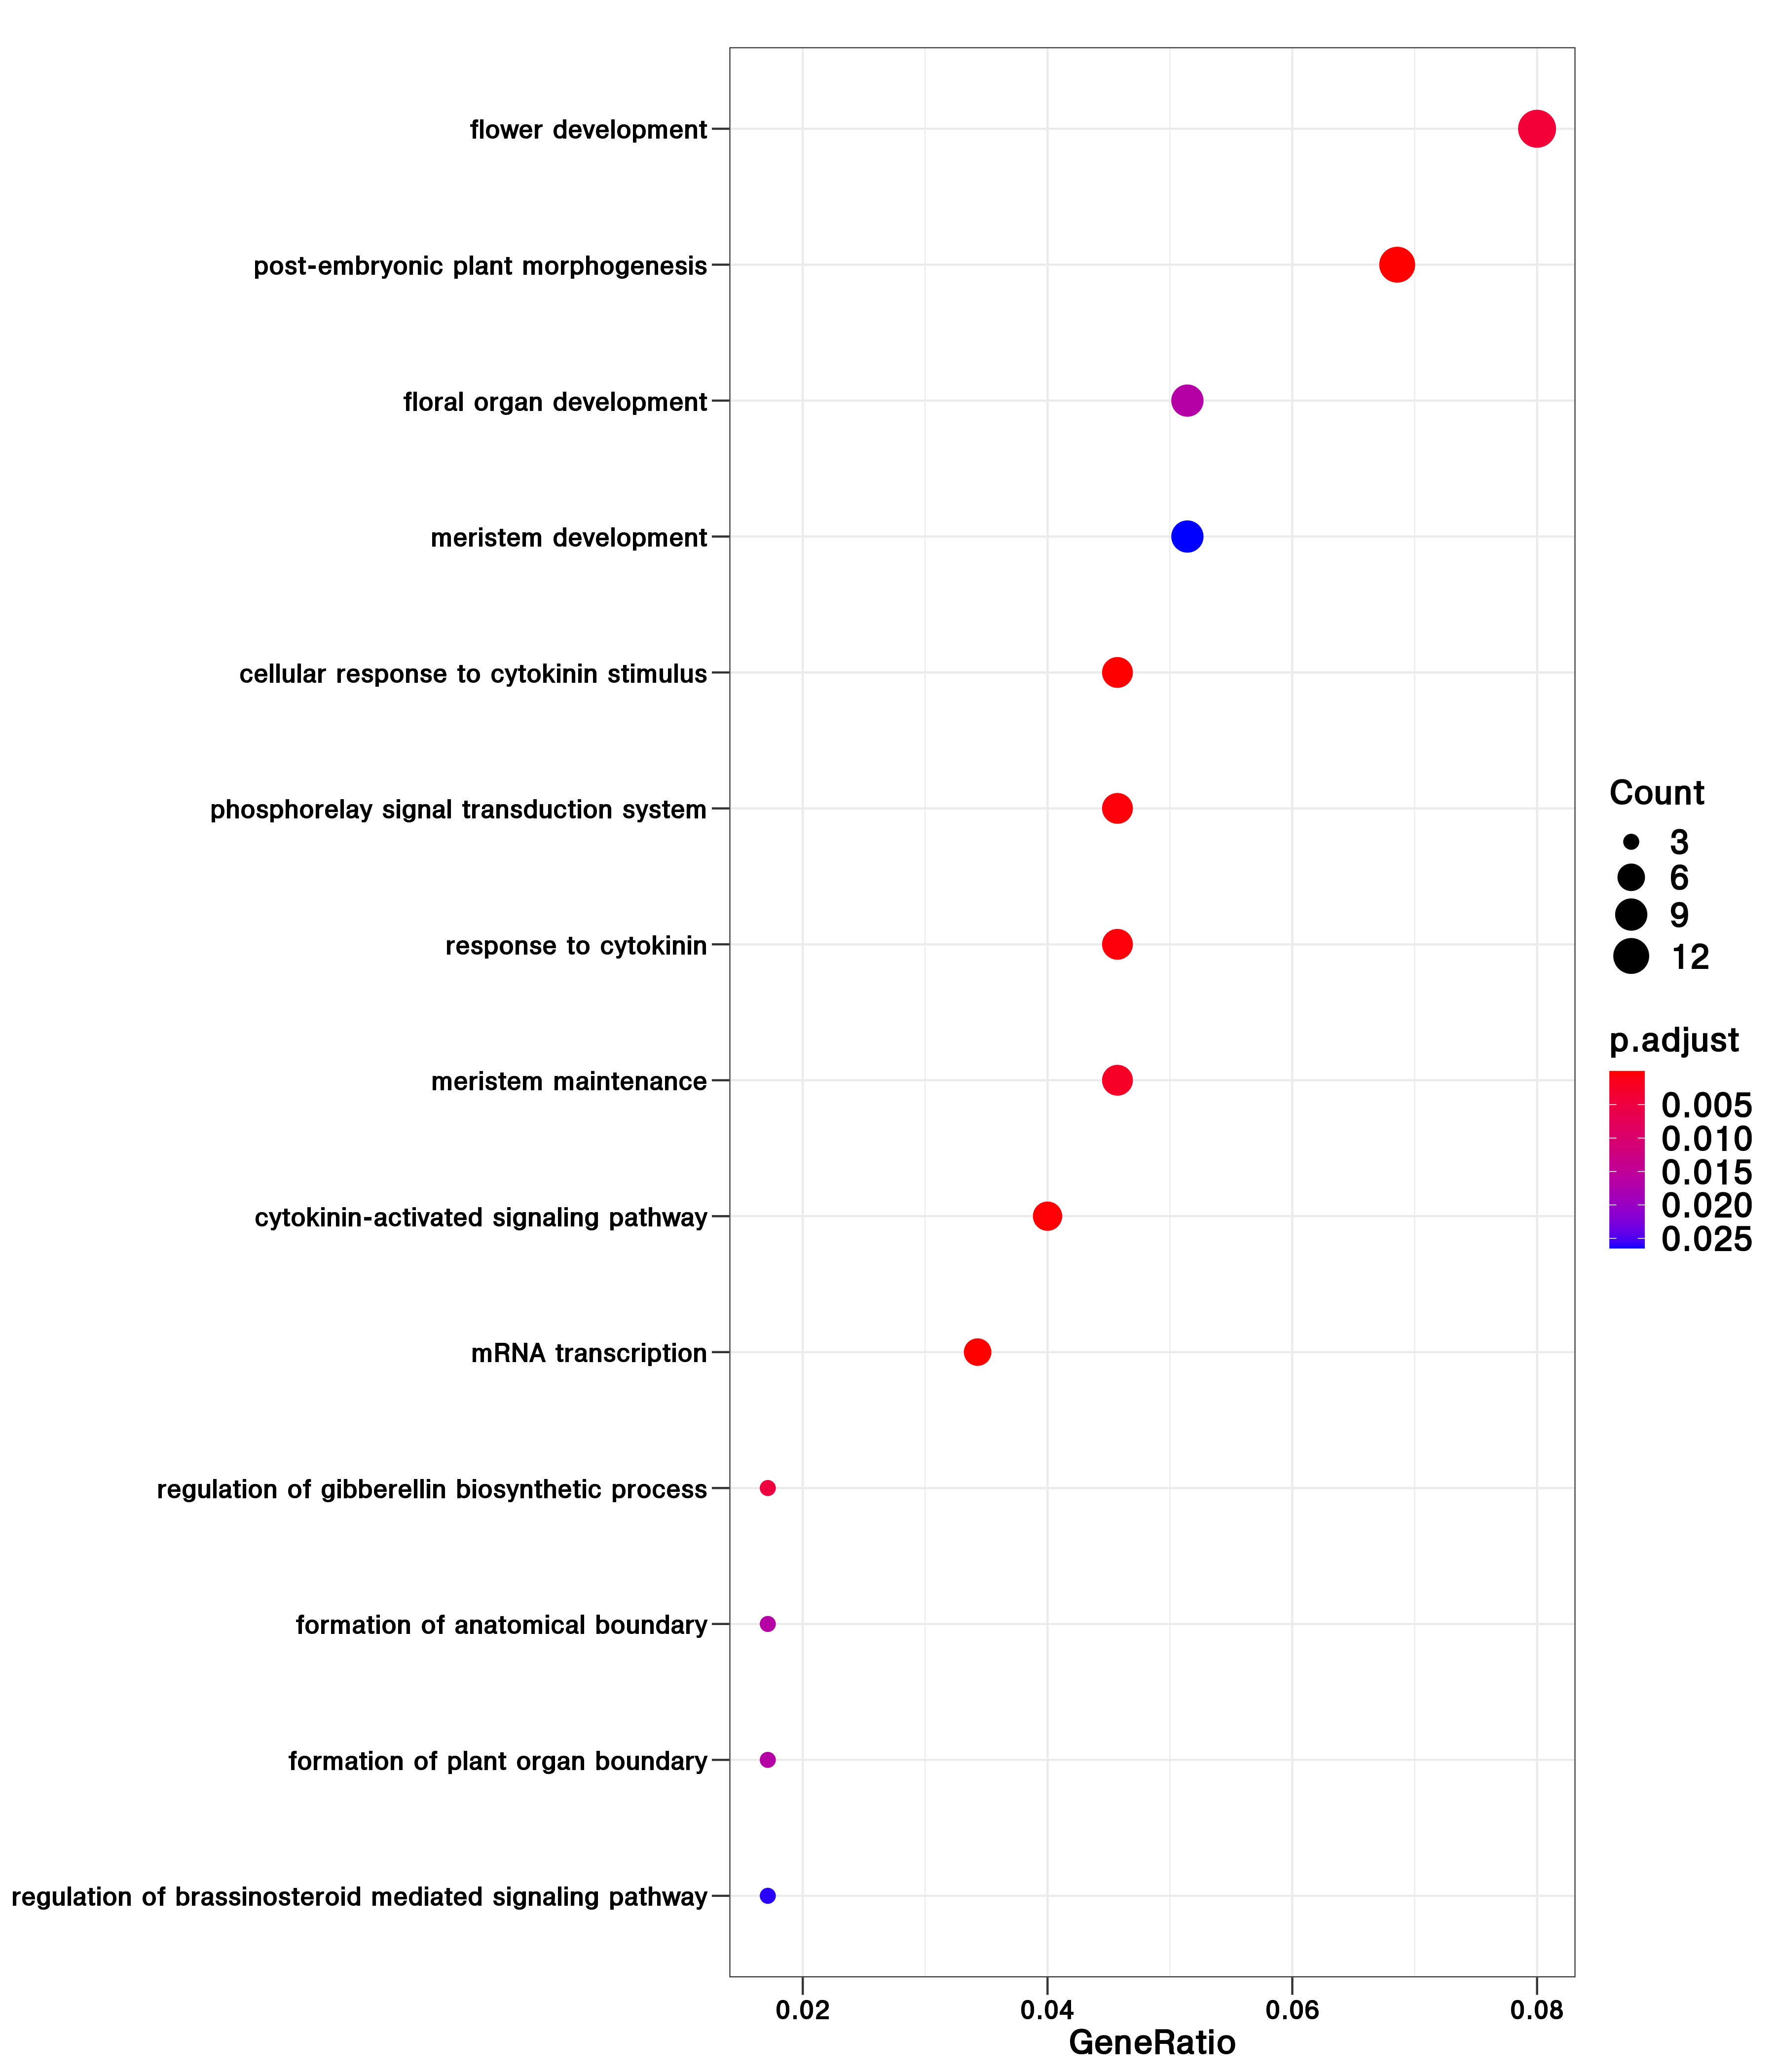 flower development
post-embryonic plant morphogenesis
floral organ development
meristem development
cellular response to cytokinin stimulus
phosphorelay signal transduction system
response to cytokinin
meristem maintenance
cytokinin-activated signaling pathway
mRNA transcription
regulation of gibberellin biosynthetic process
formation of anatomical boundary
formation of plant organ boundary
regulation of brassinosteroid mediated signaling pathway
0.02 0.04 0.06 0.08
GeneRatio
Count
3
6
9
12
p.adjust
0.005
0.010
0.015
0.020
0.025